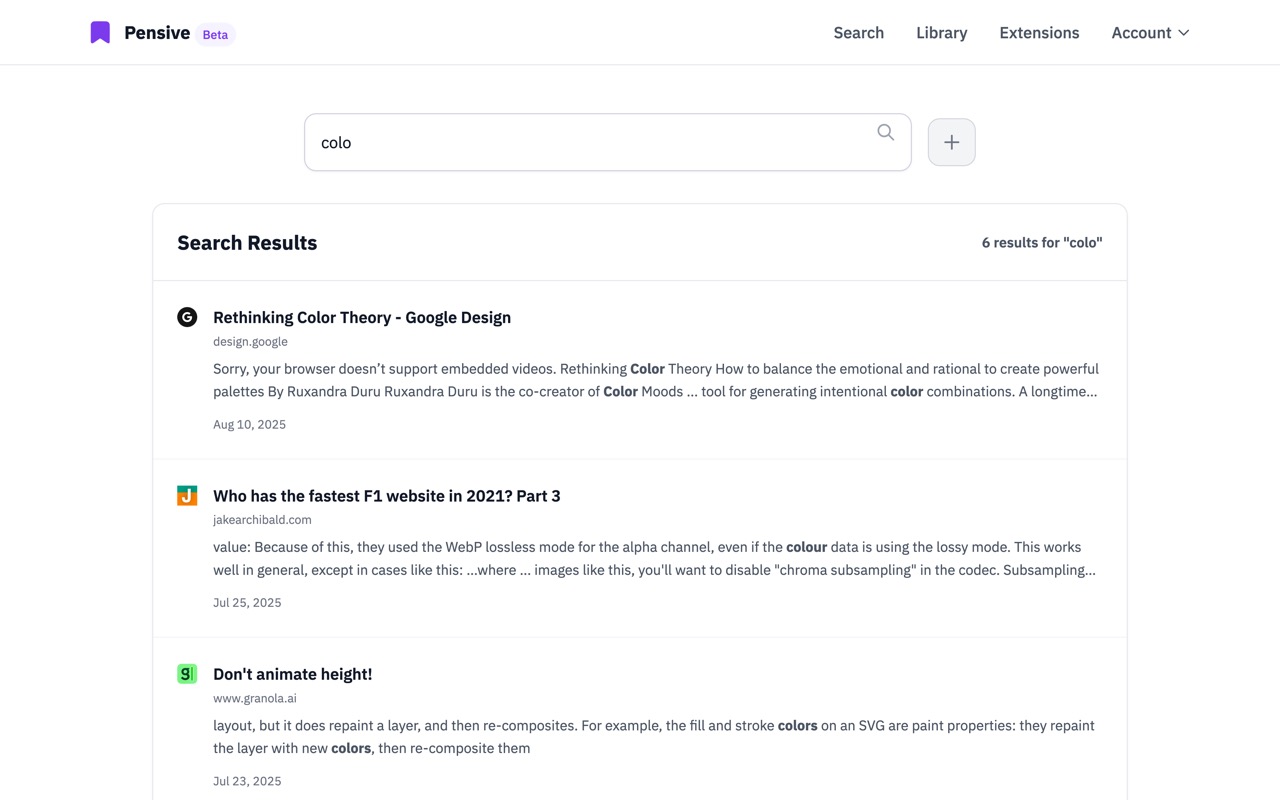 Pensive Beta Search Library Extensions Account
colo
Search Results 6 results for "colo"
G Rethinking Color Theory - Google Design
design.google
Sorry, your browser doesn’t support embedded videos. Rethinking Color Theory How to balance the emotional and rational to create powerful
palettes By Ruxandra Duru Ruxandra Duru is the co-creator of Color Moods ... tool for generating intentional color combinations. A longtime...
Aug 10, 2025
J Who has the fastest F1 website in 2021? Part 3
jakearchibald.com
value: Because of this, they used the WebP lossless mode for the alpha channel, even if the colour data is using the lossy mode. This works
well in general, except in cases like this: …where ... images like this, you'll want to disable "chroma subsampling" in the codec. Subsampling...
Jul 25, 2025
g Don't animate height!
www.granola.ai
layout, but it does repaint a layer, and then re-composites. For example, the fill and stroke colors on an SVG are paint properties: they repaint
the layer with new colors, then re-composite them
Jul 23, 2025